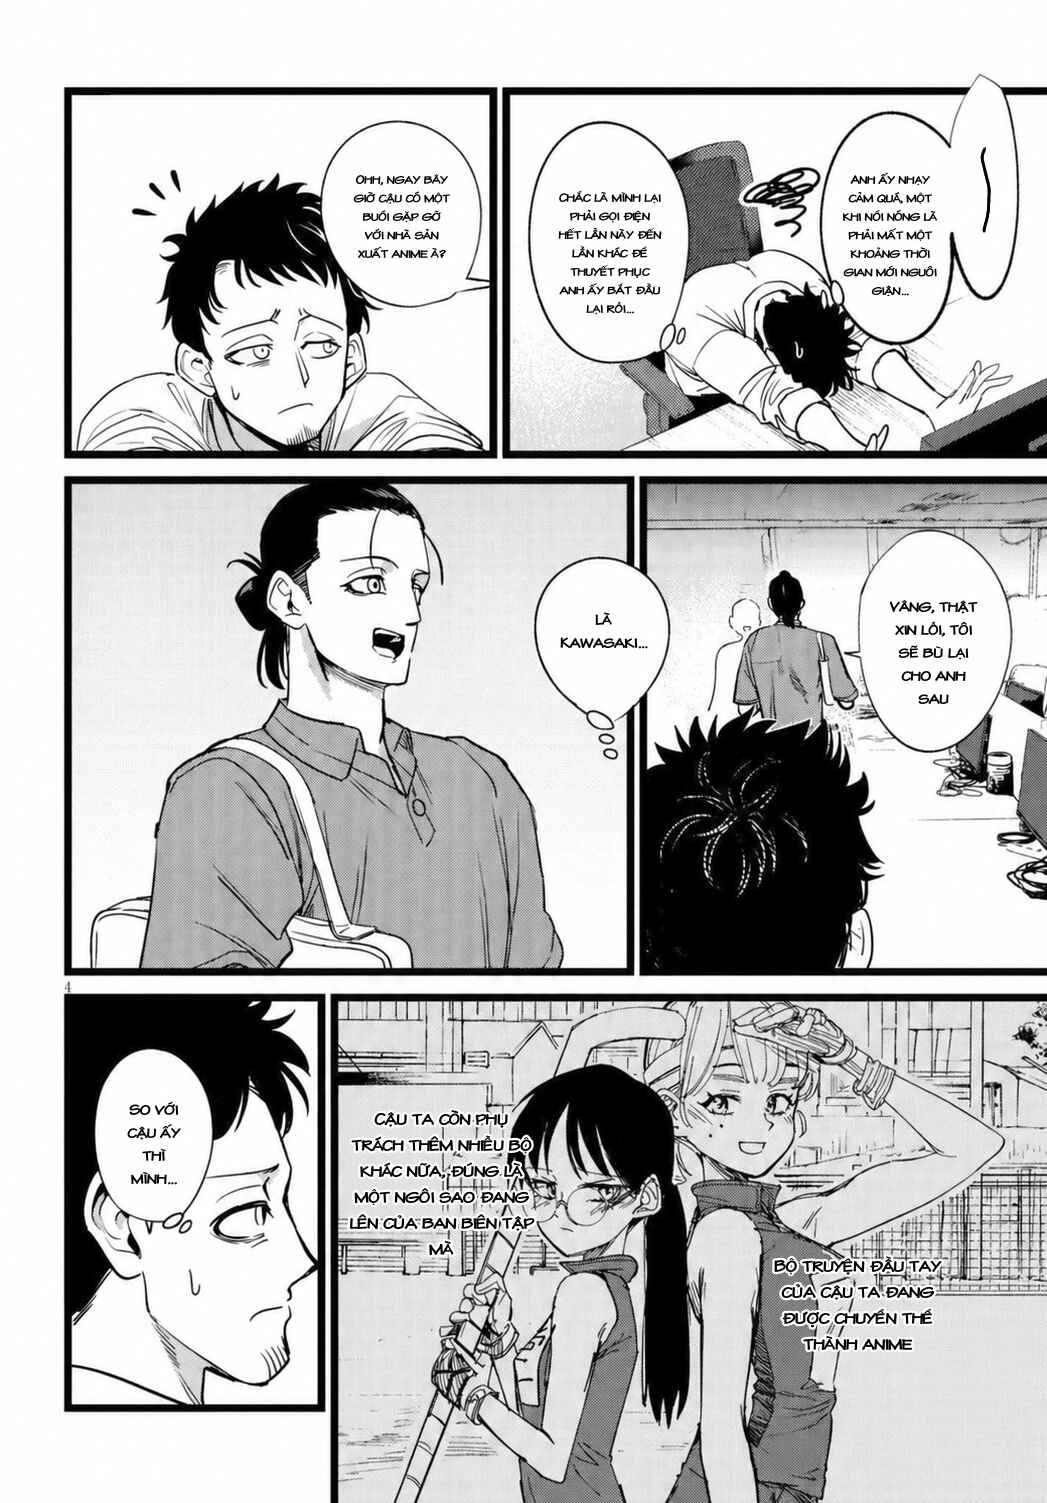 ANH ẤY NHẠY
CẢM QUÁ, MỘT
KHI NỔI NÓNG LÀ
PHẢI MẤT MỘT
KHOẢNG THỜI
GIAN MỚI NGUÔI
GIẬN...
CHẮC LÀ MÌNH LẠI
PHẢI GỌI ĐIỆN
HẾT LẦN NÀY ĐẾN
LẦN KHÁC ĐỂ
THUYẾT PHỤC
ANH ẤY BẮT ĐẦU
LẠI RỒI...
OHH, NGAY BÂY
GIỜ CẬU CÓ MỘT
BUỔI GẶP GỠ
VỚI NHÀ SẢN
XUẤT ANIME À?
VÂNG, THẬT
XIN LỖI, TÔI
SẼ BÙ LẠI
CHO ANH
SAU
LÀ
KAWASAKI...
BỘ TRUYỆN ĐẦU TAY
CỦA CẬU TA ĐANG
ĐƯỢC CHUYỂN THỂ
THÀNH ANIME
CẬU TA CÒN PHỤ
TRÁCH THÊM NHIỀU BỘ
KHÁC NỮA, ĐÚNG LÀ
MỘT NGÔI SAO ĐANG
LÊN CỦA BAN BIÊN TẬP
MÀ
SO VỚI
CẬU ẤY
THÌ
MÌNH...
4